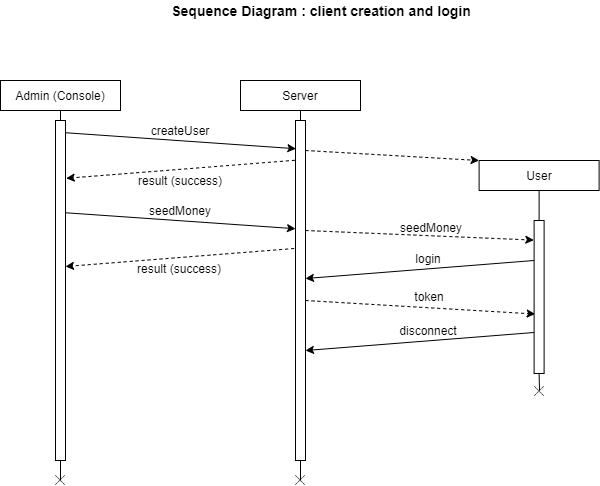 Sequence Diagram : client creation and login
Admin (Console)
Server
createUser
User
result (success)
seedMoney
seedMoney
login
result (success)
token
disconnect